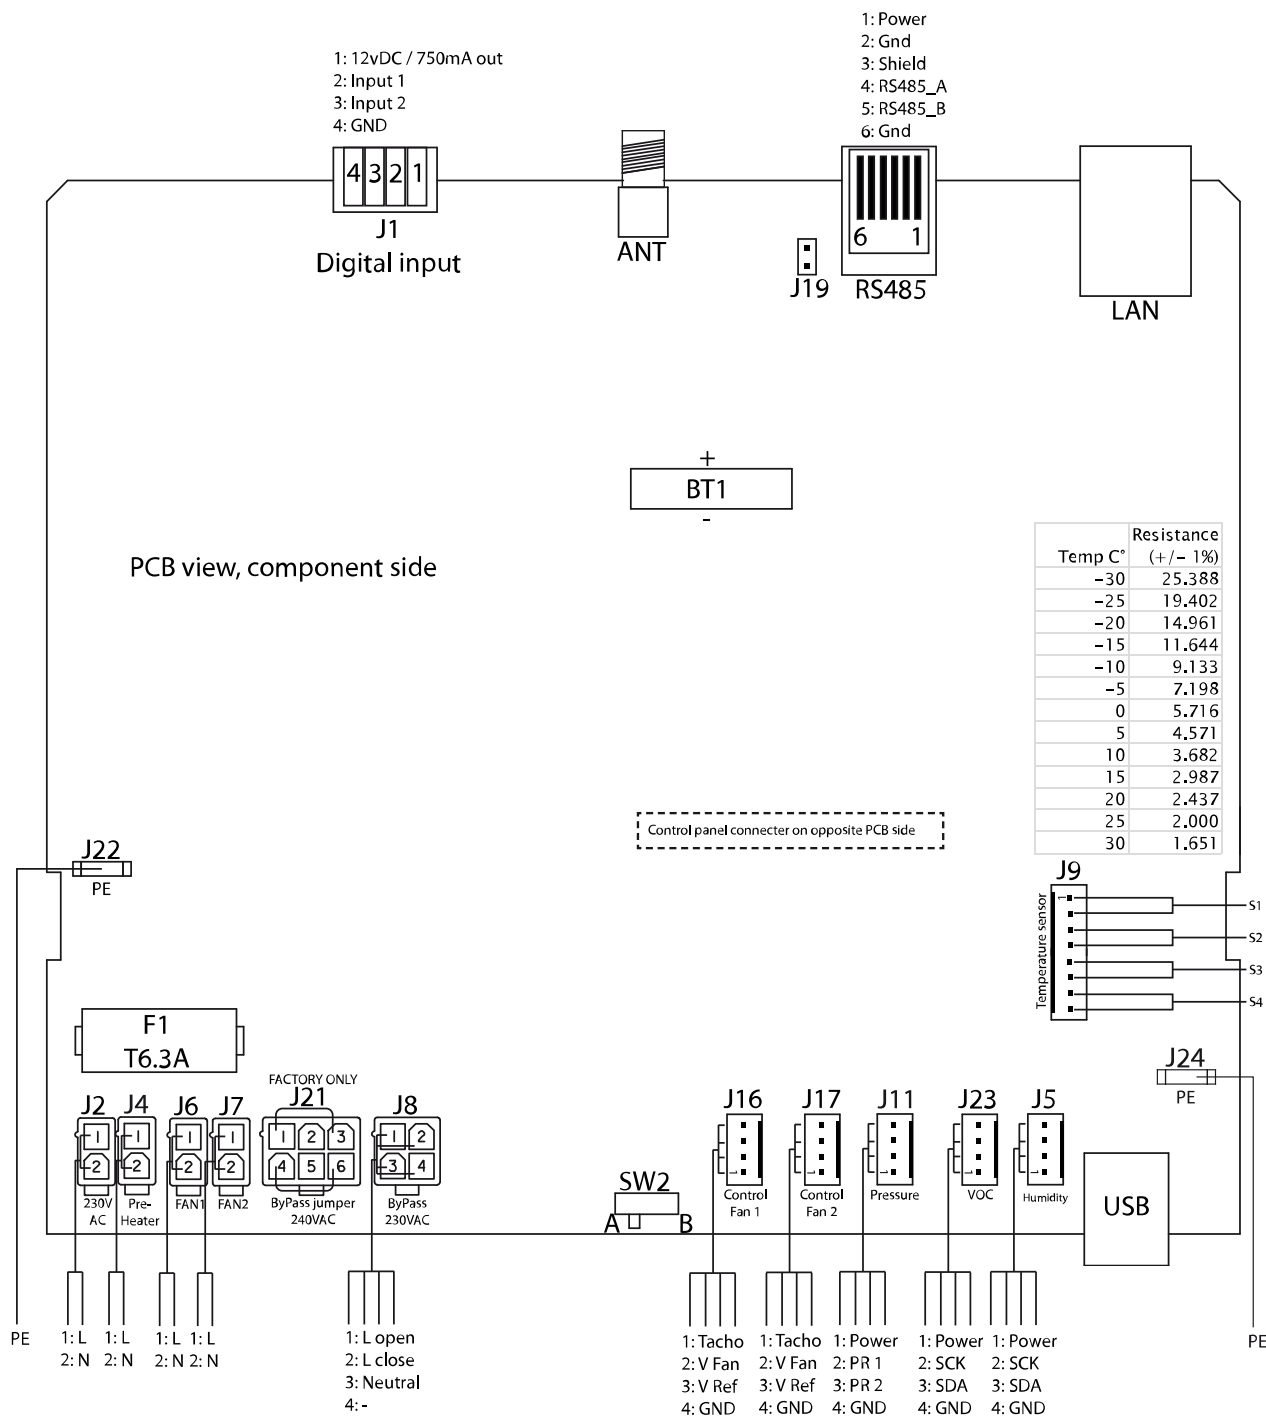 1: Power
2: Gnd
3: Shield
4: RS485_A
5: RS485_B
6: Gnd
1: 12vDC / 750mA out
2: Input 1
3: Input 2
4: GND
4 3 2 1
J1
Digital input
ANT
J19
6 1
RS485
LAN
+
BT1
-
PCB view, component side
Temp C° Resistance (+/- 1%)
-30 25.388
-25 19.402
-20 14.961
-15 11.644
-10 9.133
-5 7.198
0 5.716
5 4.571
10 3.682
15 2.987
20 2.437
25 2.000
30 1.651
Control panel connecter on opposite PCB side
J22
PE
J9
Temperature sensor
1
S1
S2
S3
S4
F1
T6.3A
J24
PE
FACTORY ONLY
J2
1
2
230V
AC
J4
1
2
Pre-
Heater
J6
1
2
FAN1
J7
1
2
FAN2
J21
1 2 3
4 5 6
ByPass jumper
240VAC
J8
1 2
3 4
ByPass
230VAC
SW2
A B
J16
1
Control
Fan 1
J17
1
Control
Fan 2
J11
1
Pressure
J23
1
VOC
J5
1
Humidity
USB
PE
1: L
2: N
1: L
2: N
1: L
2: N
1: L
2: N
1: L open
2: L close
3: Neutral
4: -
1: Tacho
2: V Fan
3: V Ref
4: GND
1: Tacho
2: V Fan
3: V Ref
4: GND
1: Power
2: PR 1
3: PR 2
4: GND
1: Power
2: SCK
3: SDA
4: GND
1: Power
2: SCK
3: SDA
4: GND
PE